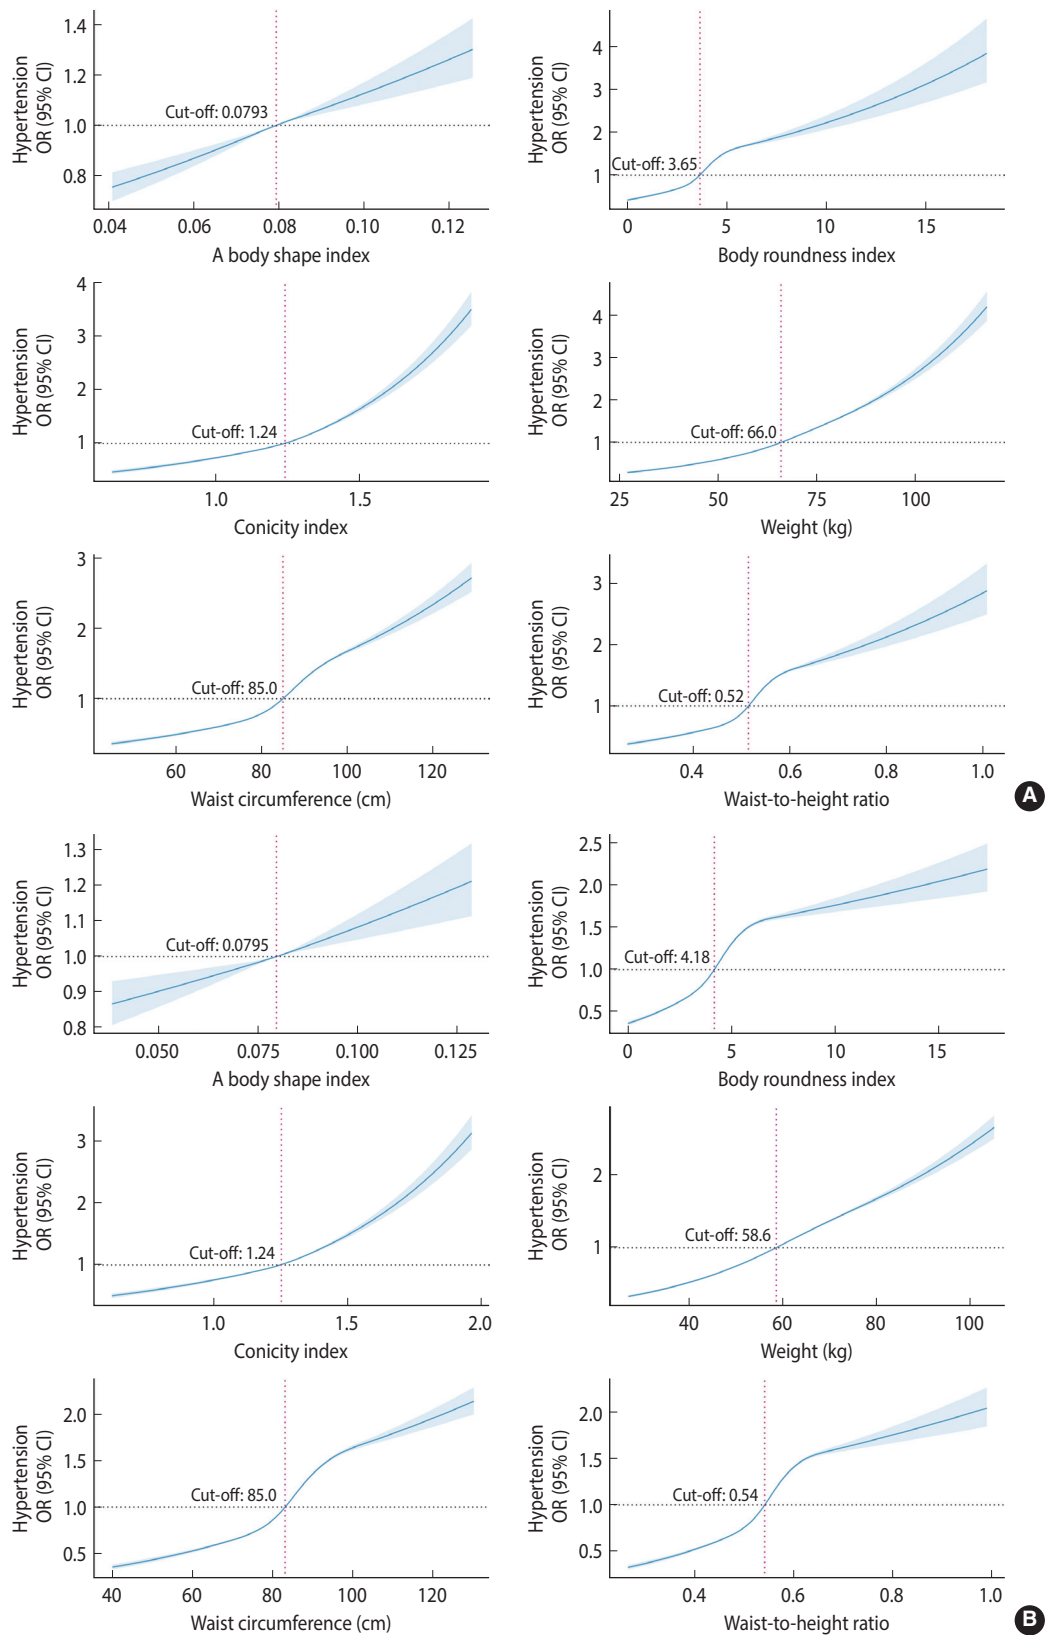 Hypertension
OR (95% CI)
1.4
1.2
1.0
0.8
Cut-off: 0.0793
0.04 0.06 0.08 0.10 0.12
A body shape index
Hypertension
OR (95% CI)
4
3
2
1
Cut-off: 3.65
0 5 10 15
Body roundness index
Hypertension
OR (95% CI)
4
3
2
1
Cut-off: 1.24
1.0 1.5
Conicity index
Hypertension
OR (95% CI)
4
3
2
1
Cut-off: 66.0
25 50 75 100
Weight (kg)
Hypertension
OR (95% CI)
3
2
1
Cut-off: 85.0
60 80 100 120
Waist circumference (cm)
Hypertension
OR (95% CI)
3
2
1
Cut-off: 0.52
0.4 0.6 0.8 1.0
Waist-to-height ratio
A
Hypertension
OR (95% CI)
1.3
1.2
1.1
1.0
0.9
0.8
Cut-off: 0.0795
0.050 0.075 0.100 0.125
A body shape index
Hypertension
OR (95% CI)
2.5
2.0
1.5
1.0
0.5
Cut-off: 4.18
0 5 10 15
Body roundness index
Hypertension
OR (95% CI)
3
2
1
Cut-off: 1.24
1.0 1.5 2.0
Conicity index
Hypertension
OR (95% CI)
2
1
Cut-off: 58.6
40 60 80 100
Weight (kg)
Hypertension
OR (95% CI)
2.0
1.5
1.0
0.5
Cut-off: 85.0
40 60 80 100 120
Waist circumference (cm)
Hypertension
OR (95% CI)
2.0
1.5
1.0
0.5
Cut-off: 0.54
0.4 0.6 0.8 1.0
Waist-to-height ratio
B